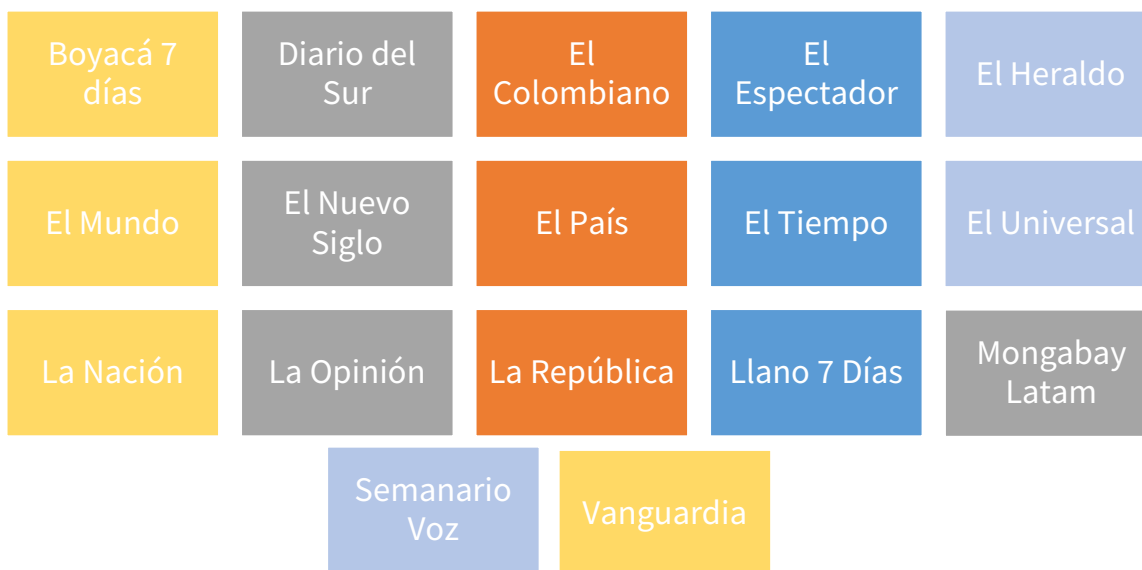 Boyacá 7
días
Diario del
Sur
El
Colombiano
El
Espectador
El Heraldo
El Mundo
El Nuevo
Siglo
El País
El Tiempo
El Universal
La Nación
La Opinión
La República
Llano 7 Días
Mongabay
Latam
Semanario
Voz
Vanguardia